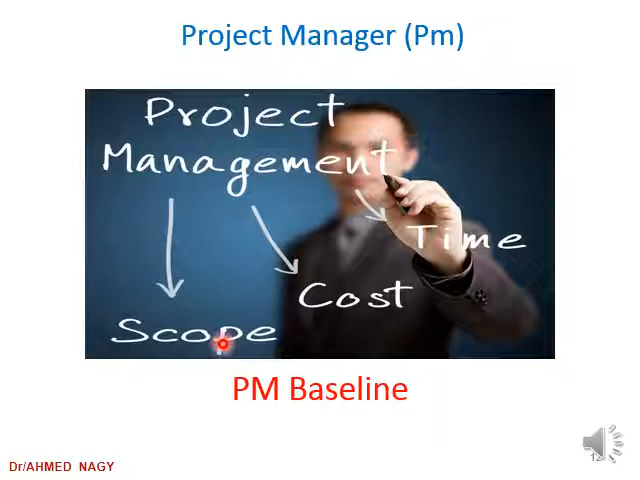 Project Manager (Pm)
Project
Management
Time
Cost
Scope
PM Baseline
Dr/AHMED NAGY